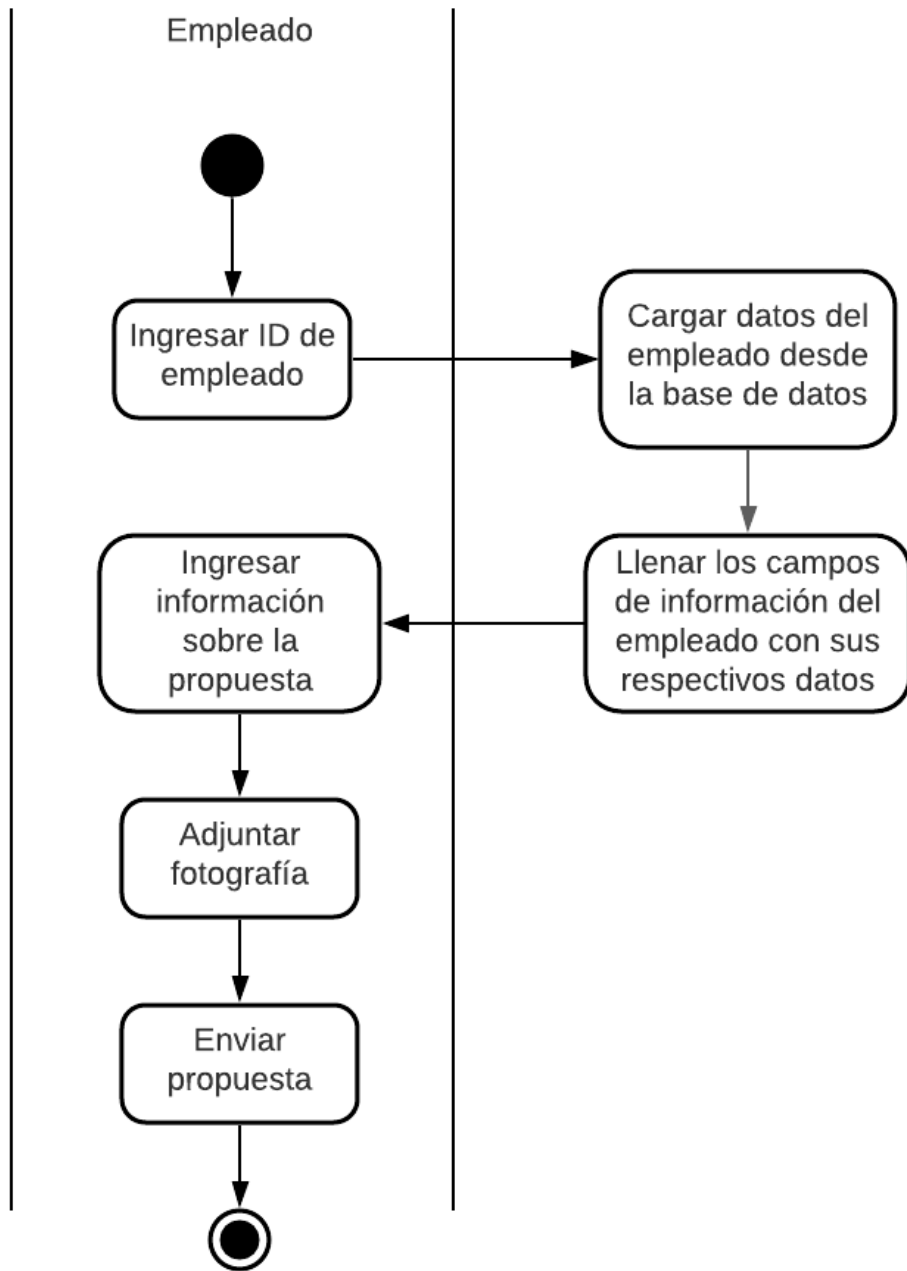 Empleado
Ingresar ID de
empleado
Cargar datos del
empleado desde
la base de datos
Llenar los campos
de información del
empleado con sus
respectivos datos
Ingresar
información
sobre la
propuesta
Adjuntar
fotografía
Enviar
propuesta